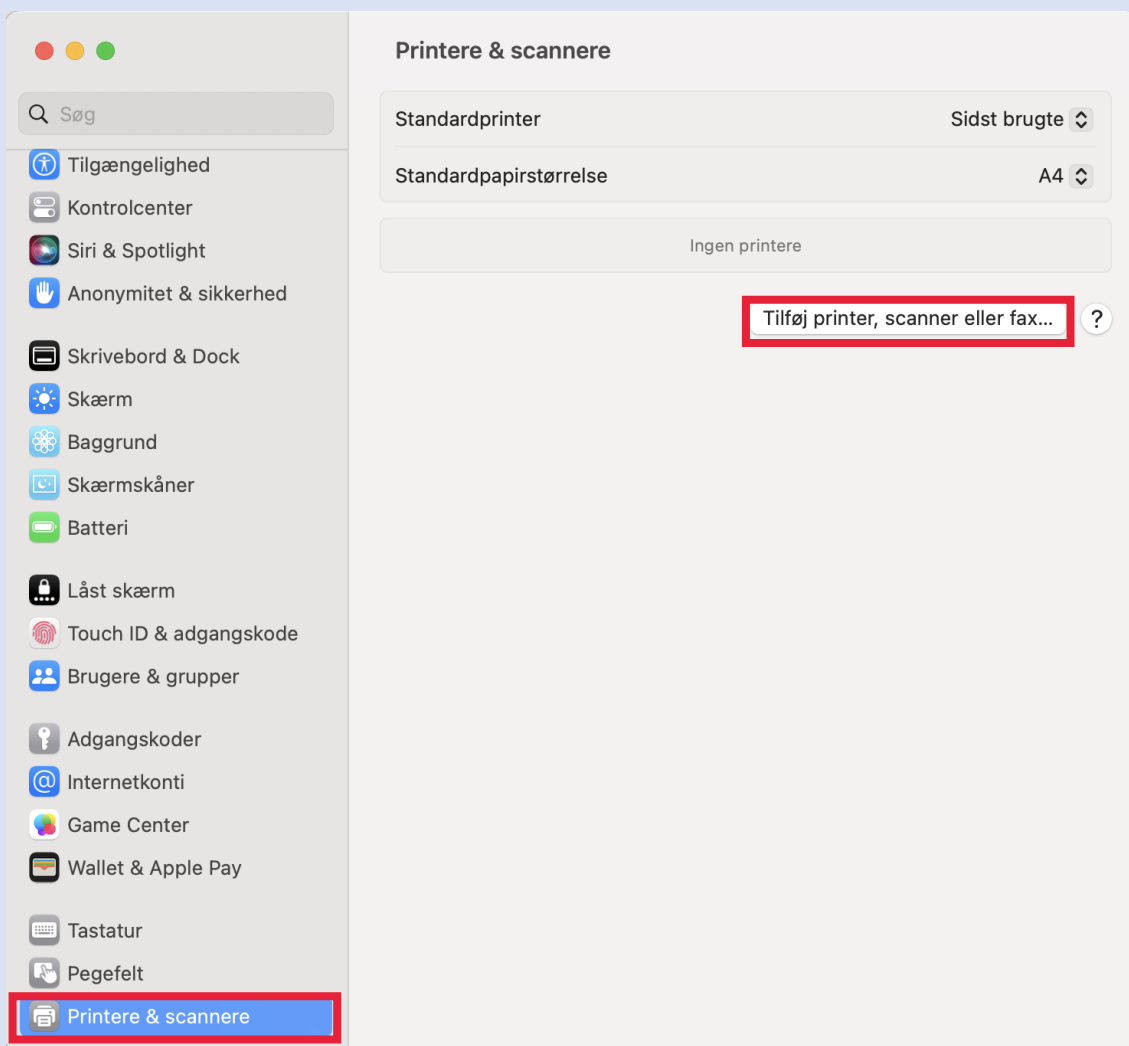 Søg
Tilgængelighed
Kontrolcenter
Siri & Spotlight
Anonymitet & sikkerhed
Skrivebord & Dock
Skærm
Baggrund
Skærmskåner
Batteri
Låst skærm
Touch ID & adgangskode
Brugere & grupper
Adgangskoder
Internetkonti
Game Center
Wallet & Apple Pay
Tastatur
Pegefelt
Printere & scannere
Printere & scannere
Standardprinter Sidst brugte
Standardpapirstørrelse A4
Ingen printere
Tilføj printer, scanner eller fax... ?